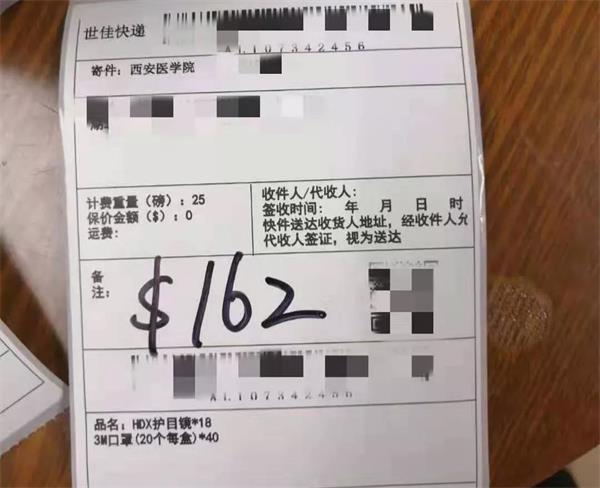 世佳快递
AL107342456
寄件: 西安医学院
计费重量(磅): 25
保价金额($): 0
运费:
收件人/代收人:
签收时间: 年 月 日 时
快件送达收货人地址, 经收件人允
代收人签证, 视为送达
备
注:
$162
AL107342456
品名: HDX护目镜*18
3M口罩(20个每盒)*40